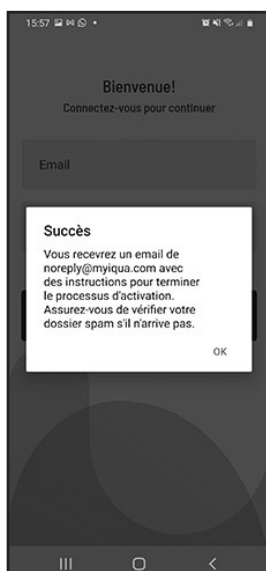 15:57
Bienvenue!
Connectez-vous pour continuer
Email
Succès
Vous recevrez un email de
noreply@myiqua.com avec
des instructions pour terminer
le processus d'activation.
Assurez-vous de vérifier votre
dossier spam s'il n'arrive pas.
OK